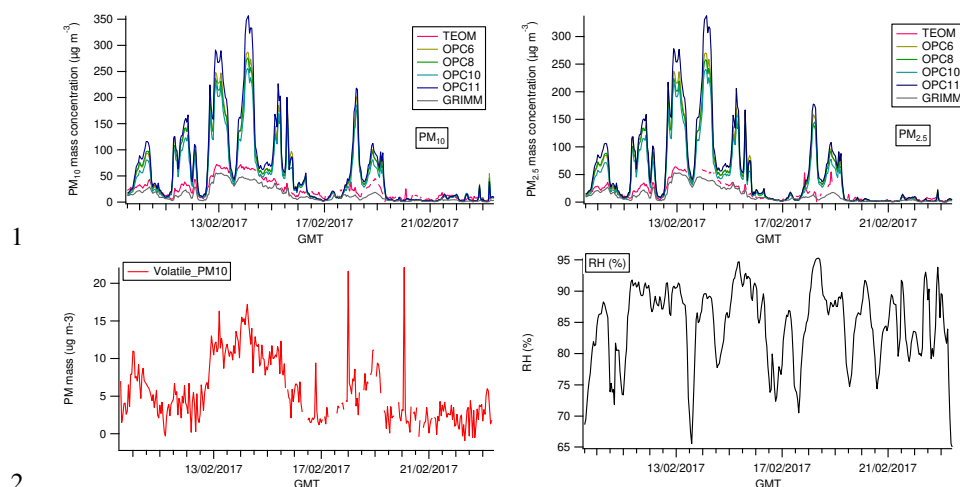 PM10 mass concentration (µg m-3)
350
300
250
200
150
100
50
0
TEOM
OPC6
OPC8
OPC10
OPC11
GRIMM
PM10
13/02/2017 17/02/2017 21/02/2017
GMT
PM2.5 mass concentration (µg m-3)
300
250
200
150
100
50
0
TEOM
OPC6
OPC8
OPC10
OPC11
GRIMM
PM2.5
13/02/2017 17/02/2017 21/02/2017
GMT
1
PM mass (ug m-3)
20
15
10
5
0
Volatile_PM10
13/02/2017 17/02/2017 21/02/2017
GMT
RH (%)
95
90
85
80
75
70
65
RH (%)
13/02/2017 17/02/2017 21/02/2017
GMT
2